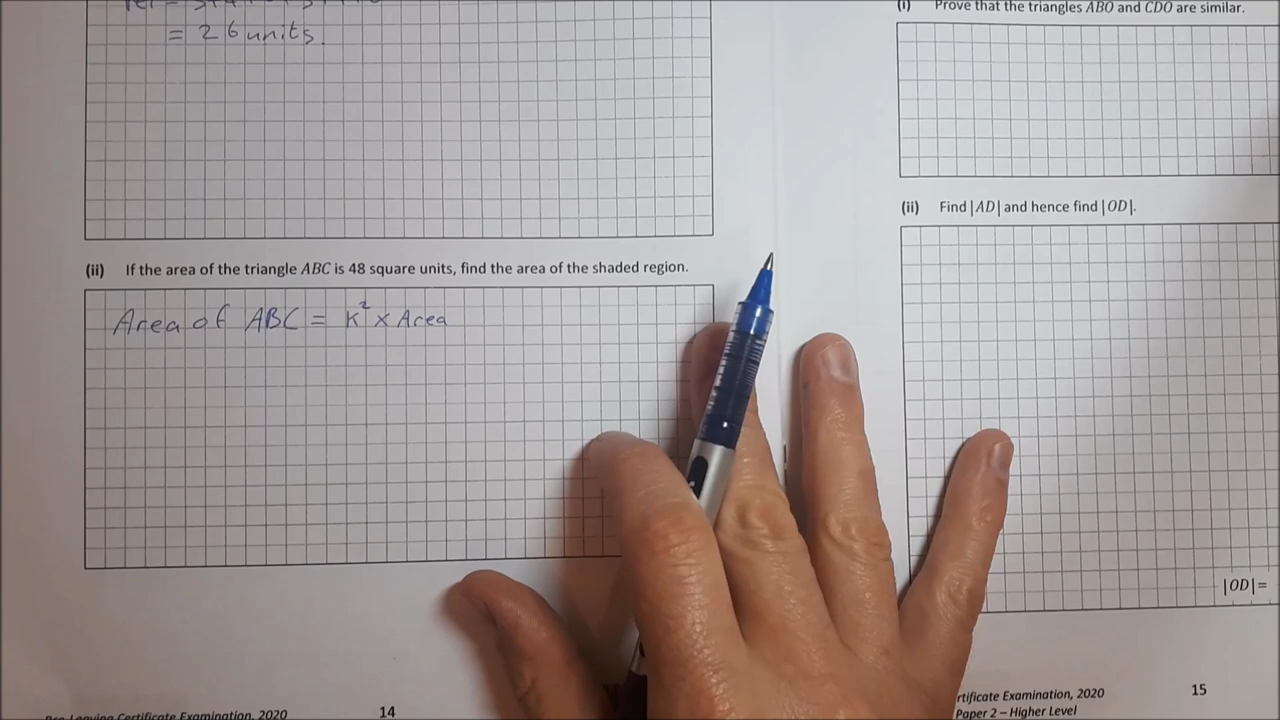 = 26 units.
(ii) If the area of the triangle ABC is 48 square units, find the area of the shaded region.
Area of ABC = K² × Area
Pre-Leaving Certificate Examination, 2020
14
(i) Prove that the triangles ABO and CDO are similar.
(ii) Find |AD| and hence find |OD|.
|OD| =
Certificate Examination, 2020
Paper 2 – Higher Level
15